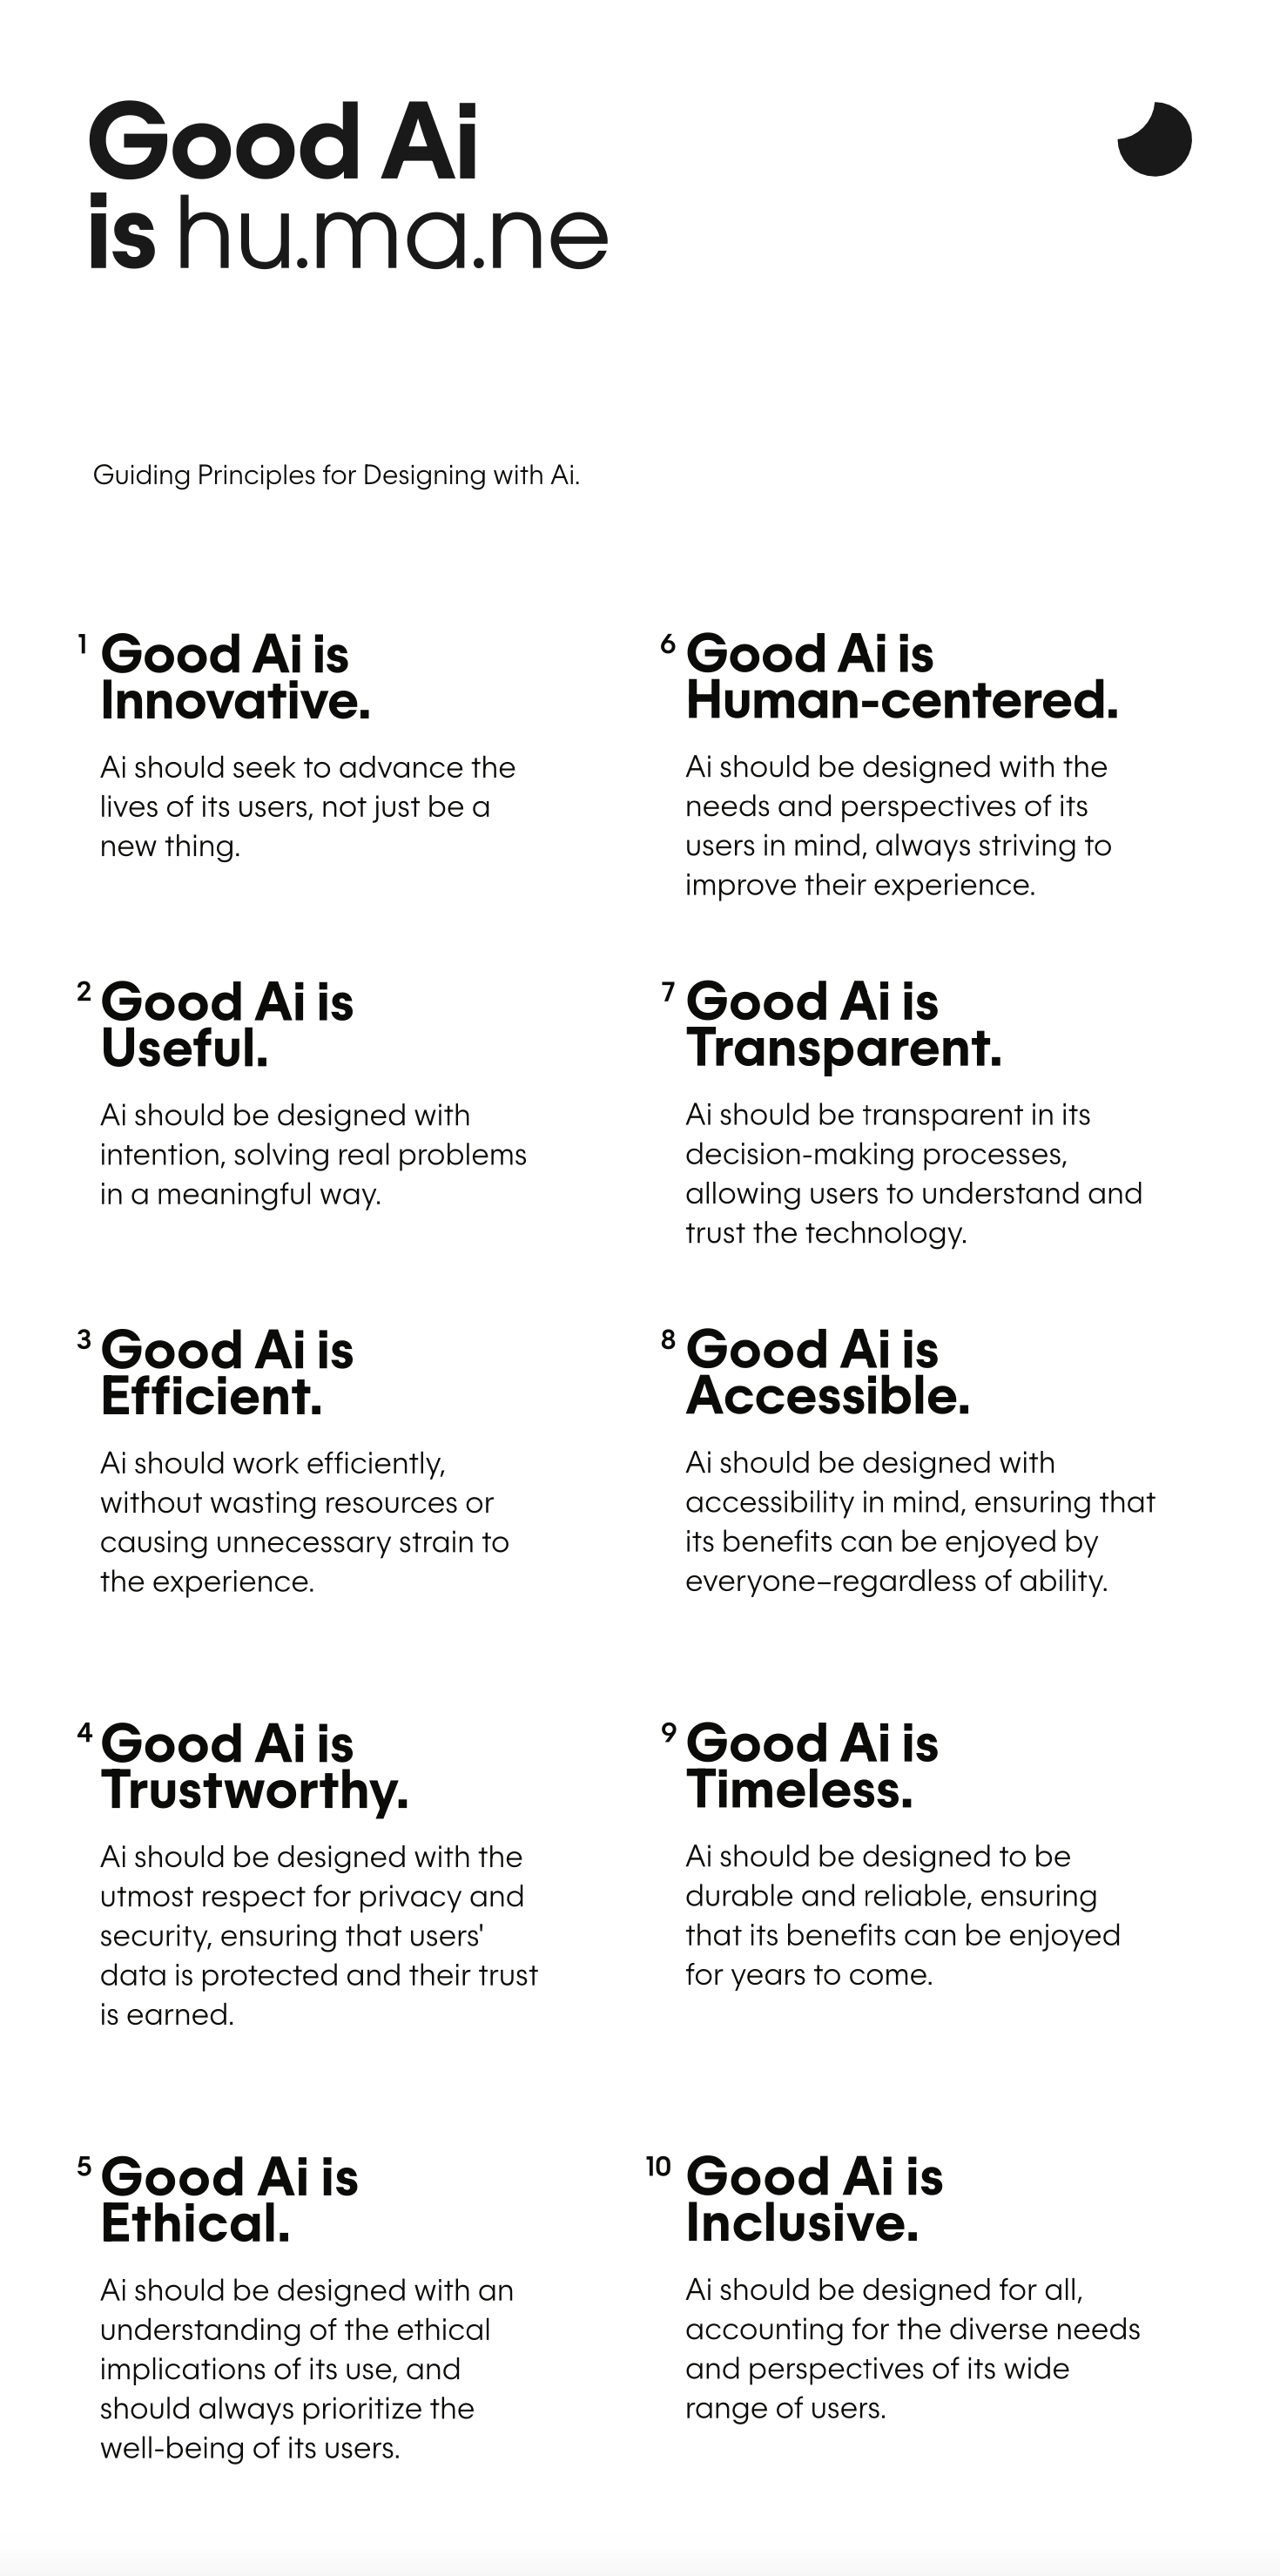 Good Ai
is hu.ma.ne
Guiding Principles for Designing with Ai.
1 Good Ai is
Innovative.
Ai should seek to advance the
lives of its users, not just be a
new thing.
2 Good Ai is
Useful.
Ai should be designed with
intention, solving real problems
in a meaningful way.
3 Good Ai is
Efficient.
Ai should work efficiently,
without wasting resources or
causing unnecessary strain to
the experience.
4 Good Ai is
Trustworthy.
Ai should be designed with the
utmost respect for privacy and
security, ensuring that users'
data is protected and their trust
is earned.
5 Good Ai is
Ethical.
Ai should be designed with an
understanding of the ethical
implications of its use, and
should always prioritize the
well-being of its users.
6 Good Ai is
Human-centered.
Ai should be designed with the
needs and perspectives of its
users in mind, always striving to
improve their experience.
7 Good Ai is
Transparent.
Ai should be transparent in its
decision-making processes,
allowing users to understand and
trust the technology.
8 Good Ai is
Accessible.
Ai should be designed with
accessibility in mind, ensuring that
its benefits can be enjoyed by
everyone–regardless of ability.
9 Good Ai is
Timeless.
Ai should be designed to be
durable and reliable, ensuring
that its benefits can be enjoyed
for years to come.
10 Good Ai is
Inclusive.
Ai should be designed for all,
accounting for the diverse needs
and perspectives of its wide
range of users.